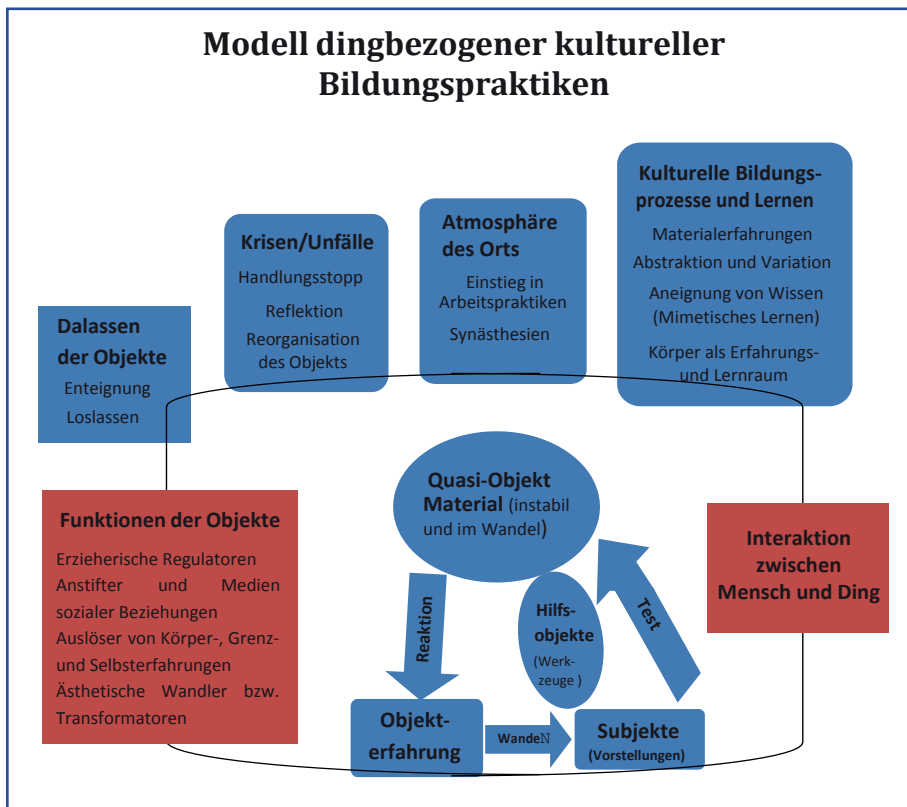 Modell dingbezogener kultureller
Bildungspraktiken
Dalassen
der Objekte
Enteignung
Loslassen
Krisen/Unfälle
Handlungsstopp
Reflektion
Reorganisation
des Objekts
Atmosphäre
des Orts
Einstieg in
Arbeitspraktiken
Synästhesien
Kulturelle Bildungs-
prozesse und Lernen
Materialerfahrungen
Abstraktion und Variation
Aneignung von Wissen
(Mimetisches Lernen)
Körper als Erfahrungs-
und Lernraum
Funktionen der Objekte
Erzieherische Regulatoren
Anstifter und Medien
sozialer Beziehungen
Auslöser von Körper-, Grenz-
und Selbsterfahrungen
Ästhetische Wandler bzw.
Transformatoren
Quasi-Objekt
Material (instabil
und im Wandel)
Reaktion
Hilfs-
objekte
(Werk-
zeuge )
Test
Objekt-
erfahrung
WandeN
Subjekte
(Vorstellungen)
Interaktion
zwischen
Mensch und Ding